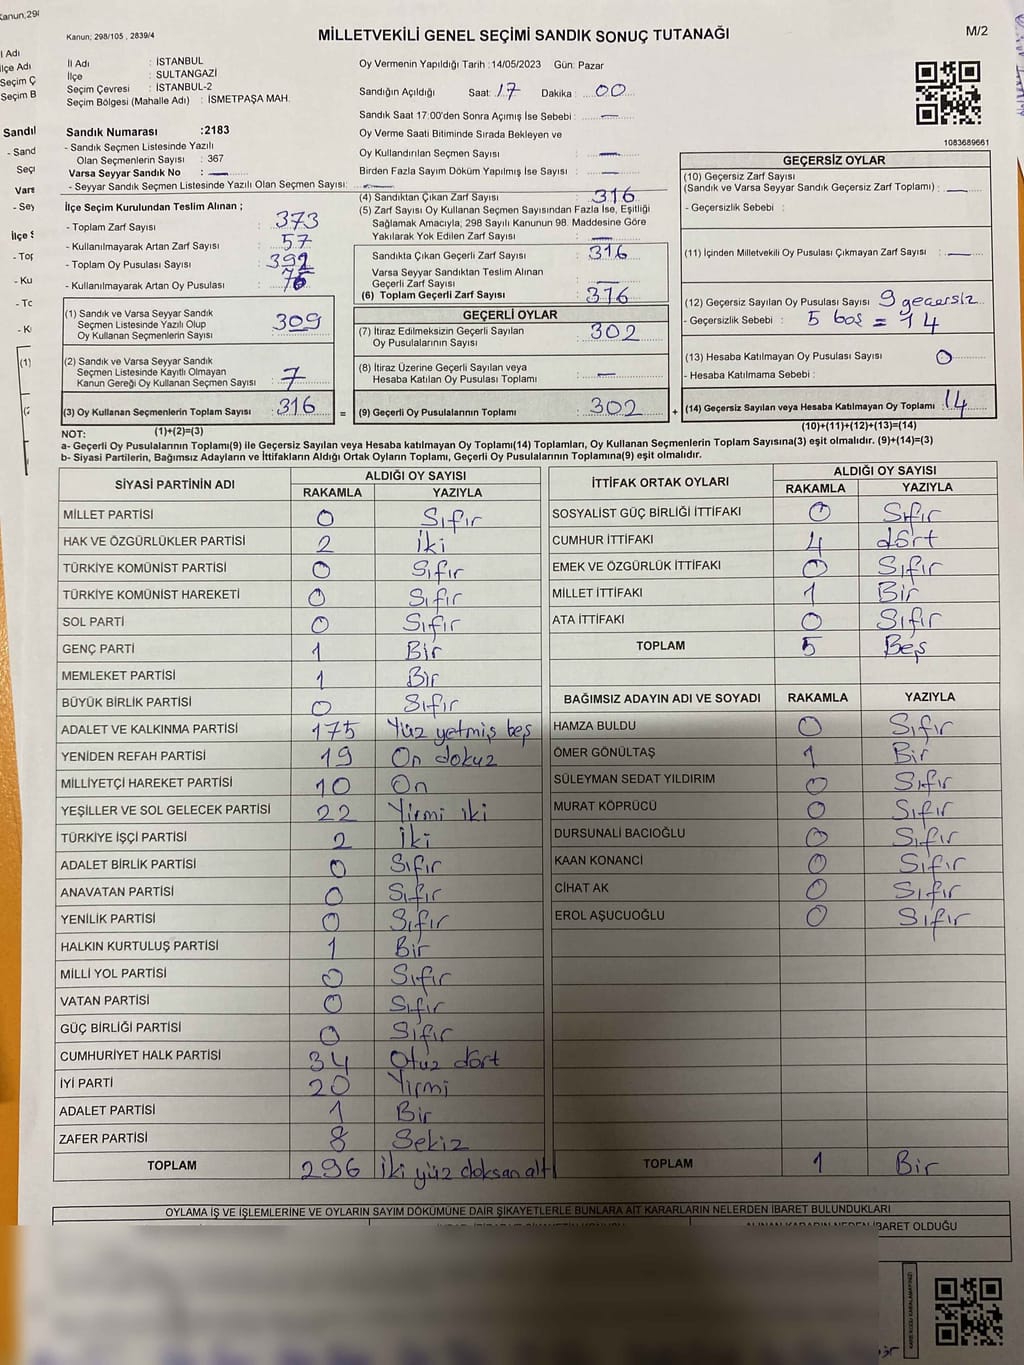 Kanun; 298/105 , 2839/4
MİLLETVEKİLİ GENEL SEÇİMİ SANDIK SONUÇ TUTANAĞI
M/2
İl Adı : İSTANBUL
İlçe : SULTANGAZİ
Seçim Çevresi : İSTANBUL-2
Seçim Bölgesi (Mahalle Adı) : İSMETPAŞA MAH.
Sandık Numarası :2183
- Sandık Seçmen Listesinde Yazılı
Olan Seçmenlerin Sayısı : 367
Varsa Seyyar Sandık No : —
- Seyyar Sandık Seçmen Listesinde Yazılı Olan Seçmen Sayısı: —
İlçe Seçim Kurulundan Teslim Alınan ;
- Toplam Zarf Sayısı : 373
- Kullanılmayarak Artan Zarf Sayısı : 57
- Toplam Oy Pusulası Sayısı : 392
- Kullanılmayarak Artan Oy Pusulası : 76
(1) Sandık ve Varsa Seyyar Sandık
Seçmen Listesinde Yazılı Olup
Oy Kullanan Seçmenlerin Sayısı : 309
(2) Sandık ve Varsa Seyyar Sandık
Seçmen Listesinde Kayıtlı Olmayan
Kanun Gereği Oy Kullanan Seçmen Sayısı : 7
(3) Oy Kullanan Seçmenlerin Toplam Sayısı : 316 =
(1)+(2)=(3)
Oy Vermenin Yapıldığı Tarih :14/05/2023 Gün: Pazar
Sandığın Açıldığı Saat: 17 Dakika : 00
Sandık Saat 17:00'den Sonra Açımış İse Sebebi : —
Oy Verme Saati Bitiminde Sırada Bekleyen ve
Oy Kullandırılan Seçmen Sayısı : —
Birden Fazla Sayım Döküm Yapılmış İse Sayısı : —
(4) Sandıktan Çıkan Zarf Sayısı : 316
(5) Zarf Sayısı Oy Kullanan Seçmen Sayısından Fazla İse, Eşitliği
Sağlamak Amacıyla; 298 Sayılı Kanunun 98. Maddesine Göre
Yakılarak Yok Edilen Zarf Sayısı : —
Sandıkta Çıkan Geçerli Zarf Sayısı : 316
Varsa Seyyar Sandıktan Teslim Alınan
Geçerli Zarf Sayısı : —
(6) Toplam Geçerli Zarf Sayısı : 316
GEÇERLİ OYLAR
(7) İtiraz Edilmeksizin Geçerli Sayılan
Oy Pusulalarının Sayısı : 302
(8) İtiraz Üzerine Geçerli Sayılan veya
Hesaba Katılan Oy Pusulası Toplamı : —
(9) Geçerli Oy Pusulalarının Toplamı : 302 +
1083689661
GEÇERSİZ OYLAR
(10) Geçersiz Zarf Sayısı
(Sandık ve Varsa Seyyar Sandık Geçersiz Zarf Toplamı) : —
- Geçersizlik Sebebi :
(11) İçinden Milletvekili Oy Pusulası Çıkmayan Zarf Sayısı : —
(12) Geçersiz Sayılan Oy Pusulası Sayısı 9 geçersiz
- Geçersizlik Sebebi : 5 boş = 14
(13) Hesaba Katılmayan Oy Pusulası Sayısı : 0
- Hesaba Katılmama Sebebi :
(14) Geçersiz Sayılan veya Hesaba Katılmayan Oy Toplamı : 14
(10)+(11)+(12)+(13)=(14)
NOT:
a- Geçerli Oy Pusulalarının Toplamı(9) ile Geçersiz Sayılan veya Hesaba katılmayan Oy Toplamı(14) Toplamları, Oy Kullanan Seçmenlerin Toplam Sayısına(3) eşit olmalıdır. (9)+(14)=(3)
b- Siyasi Partilerin, Bağımsız Adayların ve İttifakların Aldığı Ortak Oyların Toplamı, Geçerli Oy Pusulalarının Toplamına(9) eşit olmalıdır.
SİYASİ PARTİNİN ADI ALDIĞI OY SAYISI
RAKAMLA YAZIYLA
MİLLET PARTİSİ 0 Sıfır
HAK VE ÖZGÜRLÜKLER PARTİSİ 2 İki
TÜRKİYE KOMÜNİST PARTİSİ 0 Sıfır
TÜRKİYE KOMÜNİST HAREKETİ 0 Sıfır
SOL PARTİ 0 Sıfır
GENÇ PARTİ 1 Bir
MEMLEKET PARTİSİ 1 Bir
BÜYÜK BİRLİK PARTİSİ 0 Sıfır
ADALET VE KALKINMA PARTİSİ 175 Yüz yetmiş beş
YENİDEN REFAH PARTİSİ 19 On dokuz
MİLLİYETÇİ HAREKET PARTİSİ 10 On
YEŞİLLER VE SOL GELECEK PARTİSİ 22 Yirmi iki
TÜRKİYE İŞÇİ PARTİSİ 2 İki
ADALET BİRLİK PARTİSİ 0 Sıfır
ANAVATAN PARTİSİ 0 Sıfır
YENİLİK PARTİSİ 0 Sıfır
HALKIN KURTULUŞ PARTİSİ 1 Bir
MİLLİ YOL PARTİSİ 0 Sıfır
VATAN PARTİSİ 0 Sıfır
GÜÇ BİRLİĞİ PARTİSİ 0 Sıfır
CUMHURİYET HALK PARTİSİ 34 Otuz dört
İYİ PARTİ 20 Yirmi
ADALET PARTİSİ 1 Bir
ZAFER PARTİSİ 8 Sekiz
TOPLAM 296 İki yüz doksan altı
İTTİFAK ORTAK OYLARI ALDIĞI OY SAYISI
RAKAMLA YAZIYLA
SOSYALİST GÜÇ BİRLİĞİ İTTİFAKI 0 Sıfır
CUMHUR İTTİFAKI 4 dört
EMEK VE ÖZGÜRLÜK İTTİFAKI 0 Sıfır
MİLLET İTTİFAKI 1 Bir
ATA İTTİFAKI 0 Sıfır
TOPLAM 5 Beş
BAĞIMSIZ ADAYIN ADI VE SOYADI RAKAMLA YAZIYLA
HAMZA BULDU 0 Sıfır
ÖMER GÖNÜLTAŞ 1 Bir
SÜLEYMAN SEDAT YILDIRIM 0 Sıfır
MURAT KÖPRÜCÜ 0 Sıfır
DURSUNALİ BACIOĞLU 0 Sıfır
KAAN KONANCİ 0 Sıfır
CİHAT AK 0 Sıfır
EROL AŞUCUOĞLU 0 Sıfır
TOPLAM 1 Bir
OYLAMA İŞ VE İŞLEMLERİNE VE OYLARIN SAYIM DÖKÜMÜNE DAİR ŞİKAYETLERLE BUNLARA AİT KARARLARIN NELERDEN İBARET BULUNDUKLARI
ALINAN KARARIN NEDEN İBARET OLDUĞU